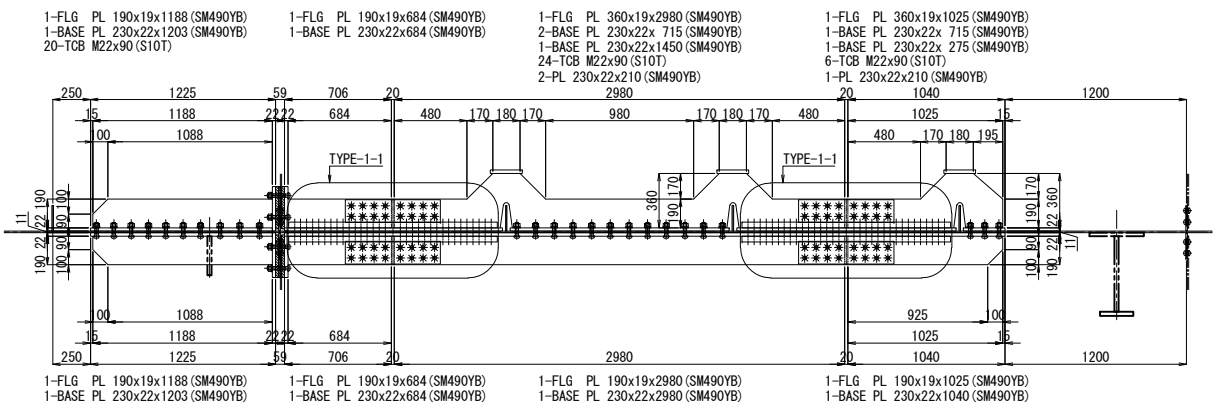 1-FLG PL 190x19x1188(SM490YB)
1-BASE PL 230x22x1203(SM490YB)
20-TCB M22x90(S10T)
1-FLG PL 190x19x684(SM490YB)
1-BASE PL 230x22x684(SM490YB)
1-FLG PL 360x19x2980(SM490YB)
2-BASE PL 230x22x 715(SM490YB)
1-BASE PL 230x22x1450(SM490YB)
24-TCB M22x90(S10T)
2-PL 230x22x210(SM490YB)
1-FLG PL 360x19x1025(SM490YB)
1-BASE PL 230x22x 715(SM490YB)
1-BASE PL 230x22x 275(SM490YB)
6-TCB M22x90(S10T)
1-PL 230x22x210(SM490YB)
250 1225 59 706 20 2980 20 1040 1200
15 1188 22 22 684 480 170 180 170 980 170 180 170 480 1025 15
100 1088 480 170 180 195
TYPE-1-1 TYPE-1-1
190 100 90 22 11
22 90 190 100
360 170 190
170 190 22 360
11 22 90 100 190
100 1088 925 100
15 1188 22 22 684 1025 15
250 1225 59 706 20 2980 20 1040 1200
1-FLG PL 190x19x1188(SM490YB)
1-BASE PL 230x22x1203(SM490YB)
1-FLG PL 190x19x684(SM490YB)
1-BASE PL 230x22x684(SM490YB)
1-FLG PL 190x19x2980(SM490YB)
1-BASE PL 230x22x2980(SM490YB)
1-FLG PL 190x19x1025(SM490YB)
1-BASE PL 230x22x1040(SM490YB)